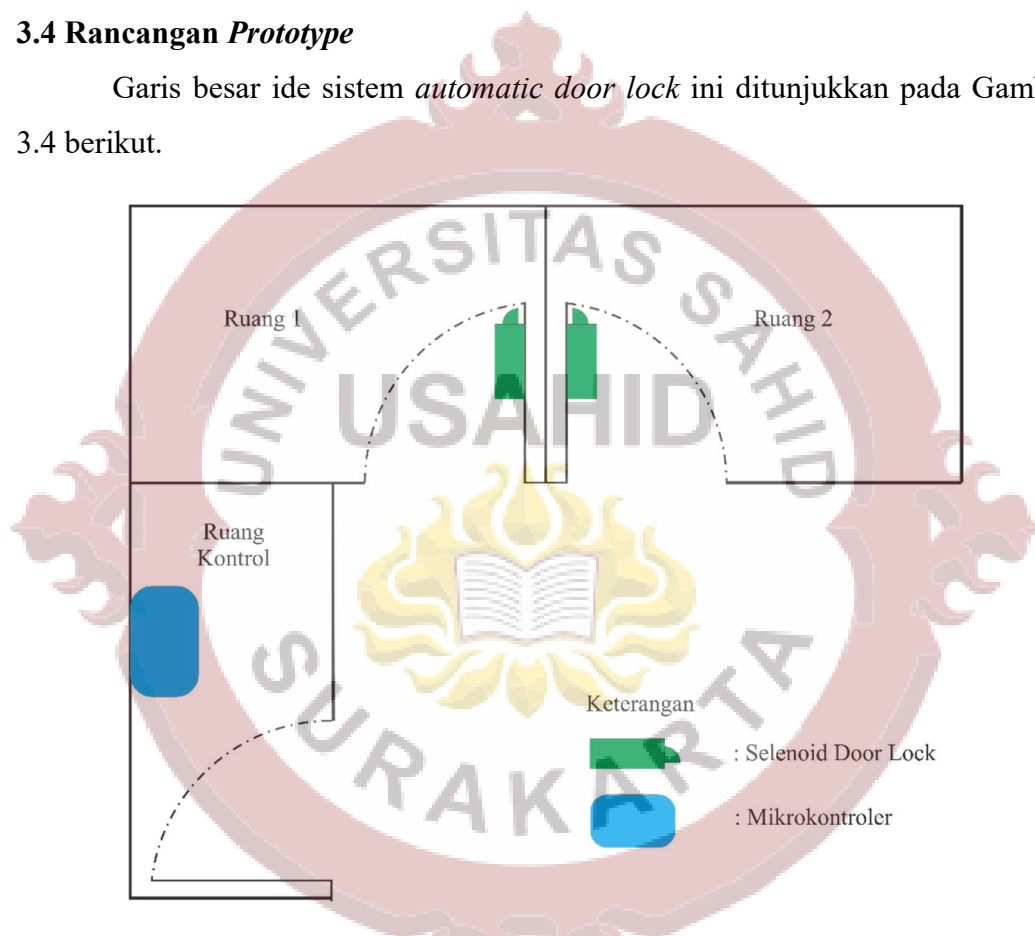 3.4 Rancangan Prototype
Garis besar ide sistem automatic door lock ini ditunjukkan pada Gam
3.4 berikut.
UNIVERSITAS SAHID
Ruang 1
Ruang 2
USAHID
Ruang
Kontrol
SURAKARTA
Keterangan
: Selenoid Door Lock
: Mikrokontroler